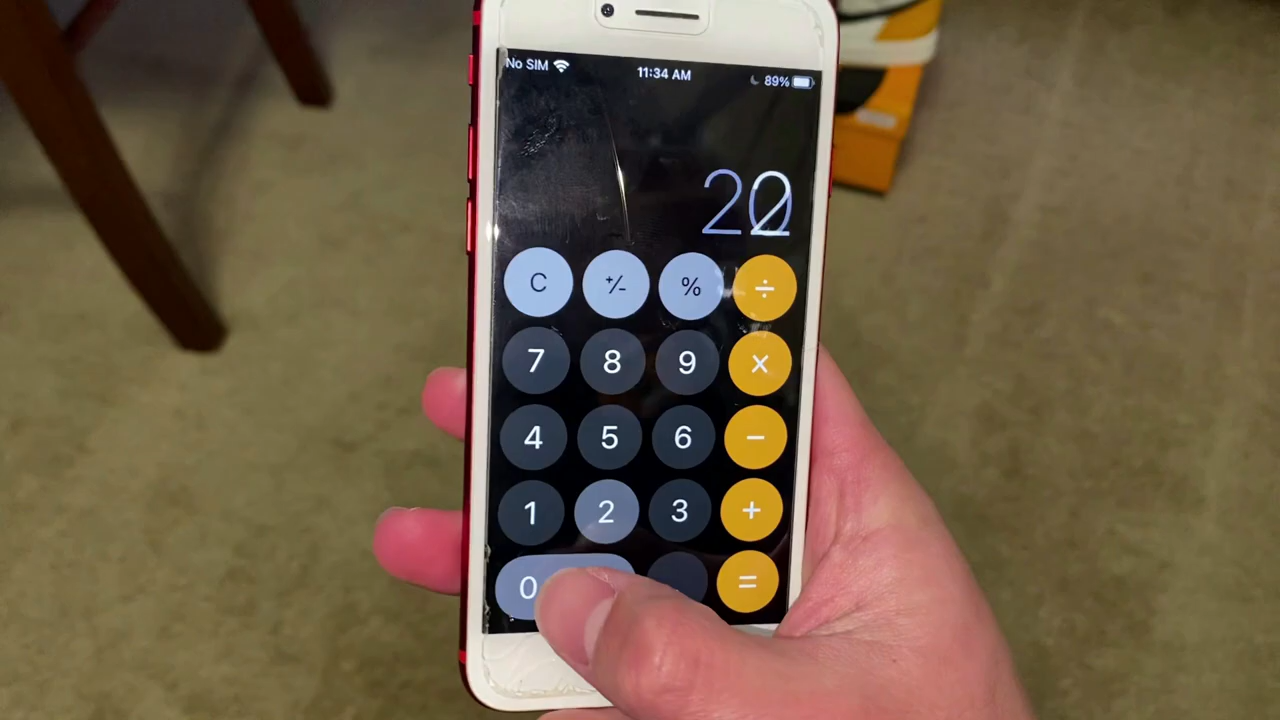 No SIM 11:34 AM 89%
20
C +/- % ÷
7 8 9 ×
4 5 6 −
1 2 3 +
0 . =